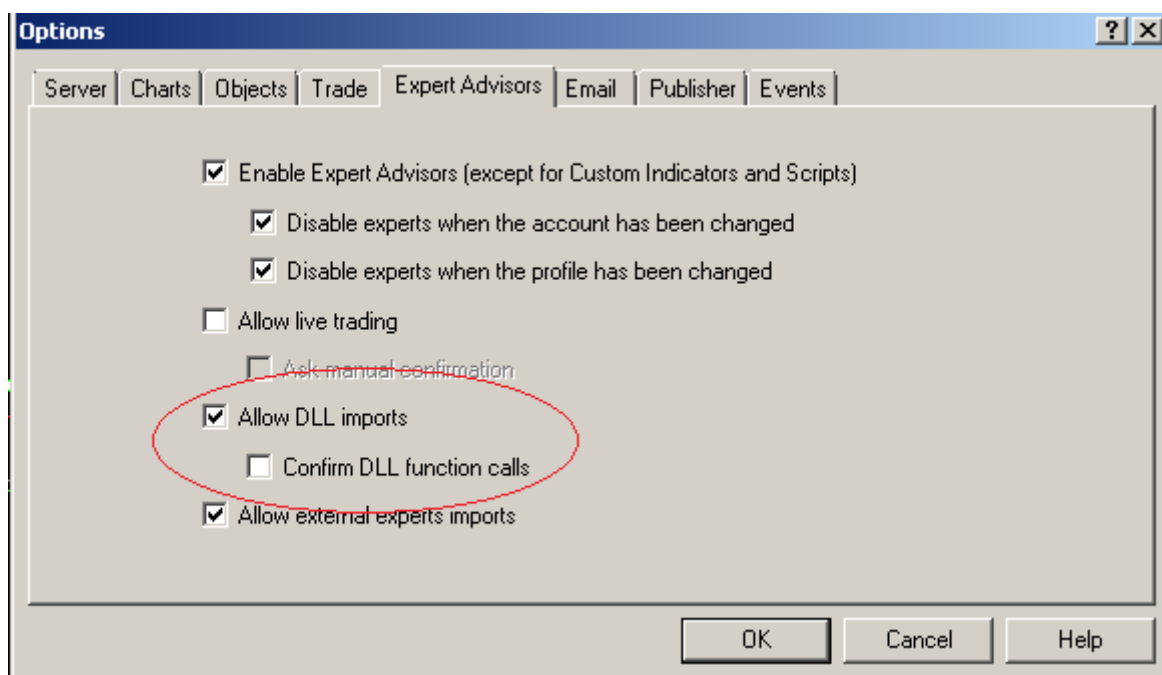 Options
Server Charts Objects Trade Expert Advisors Email Publisher Events
Enable Expert Advisors (except for Custom Indicators and Scripts)
Disable experts when the account has been changed
Disable experts when the profile has been changed
Allow live trading
Ask manual confirmation
Allow DLL imports
Confirm DLL function calls
Allow external experts imports
OK Cancel Help